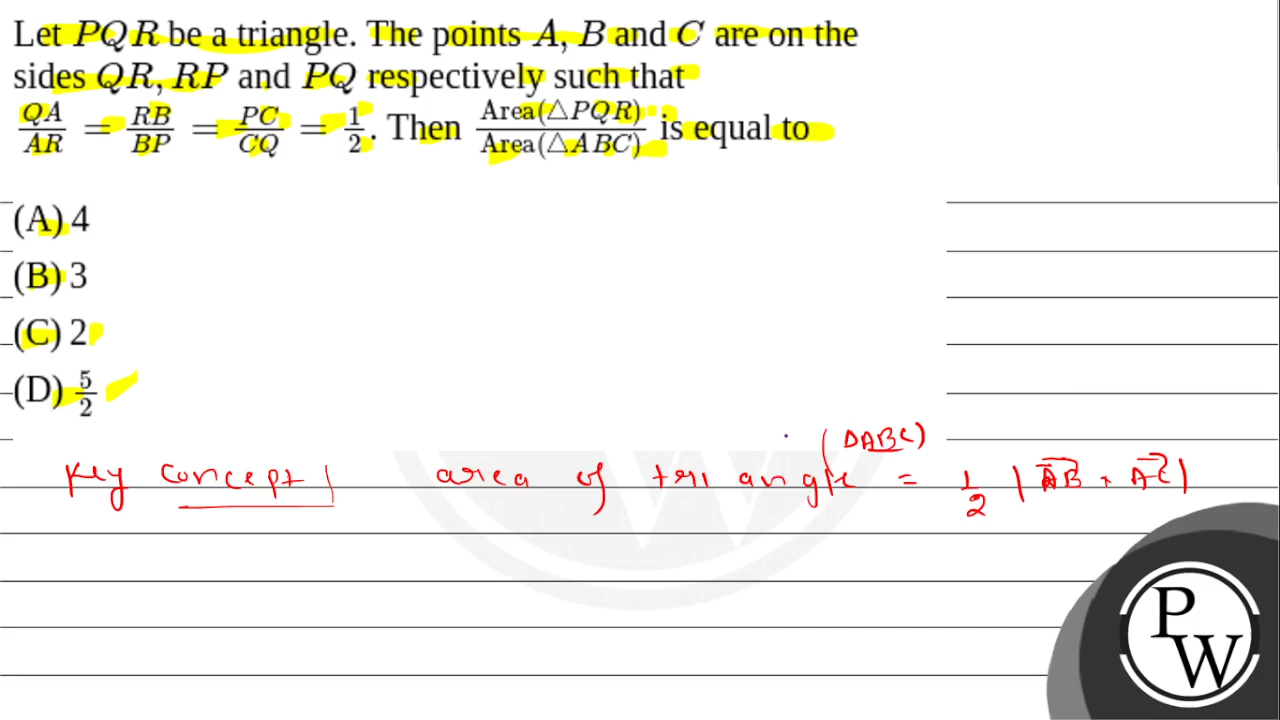 Let PQR be a triangle. The points A, B and C are on the
sides QR, RP and PQ respectively such that
QA/AR = RB/BP = PC/CQ = 1/2. Then Area(△PQR)/Area(△ABC) is equal to
(A) 4
(B) 3
(C) 2
(D) 5/2
(△ABC)
Key concept | area of triangle = 1/2 |AB × AC|
PW